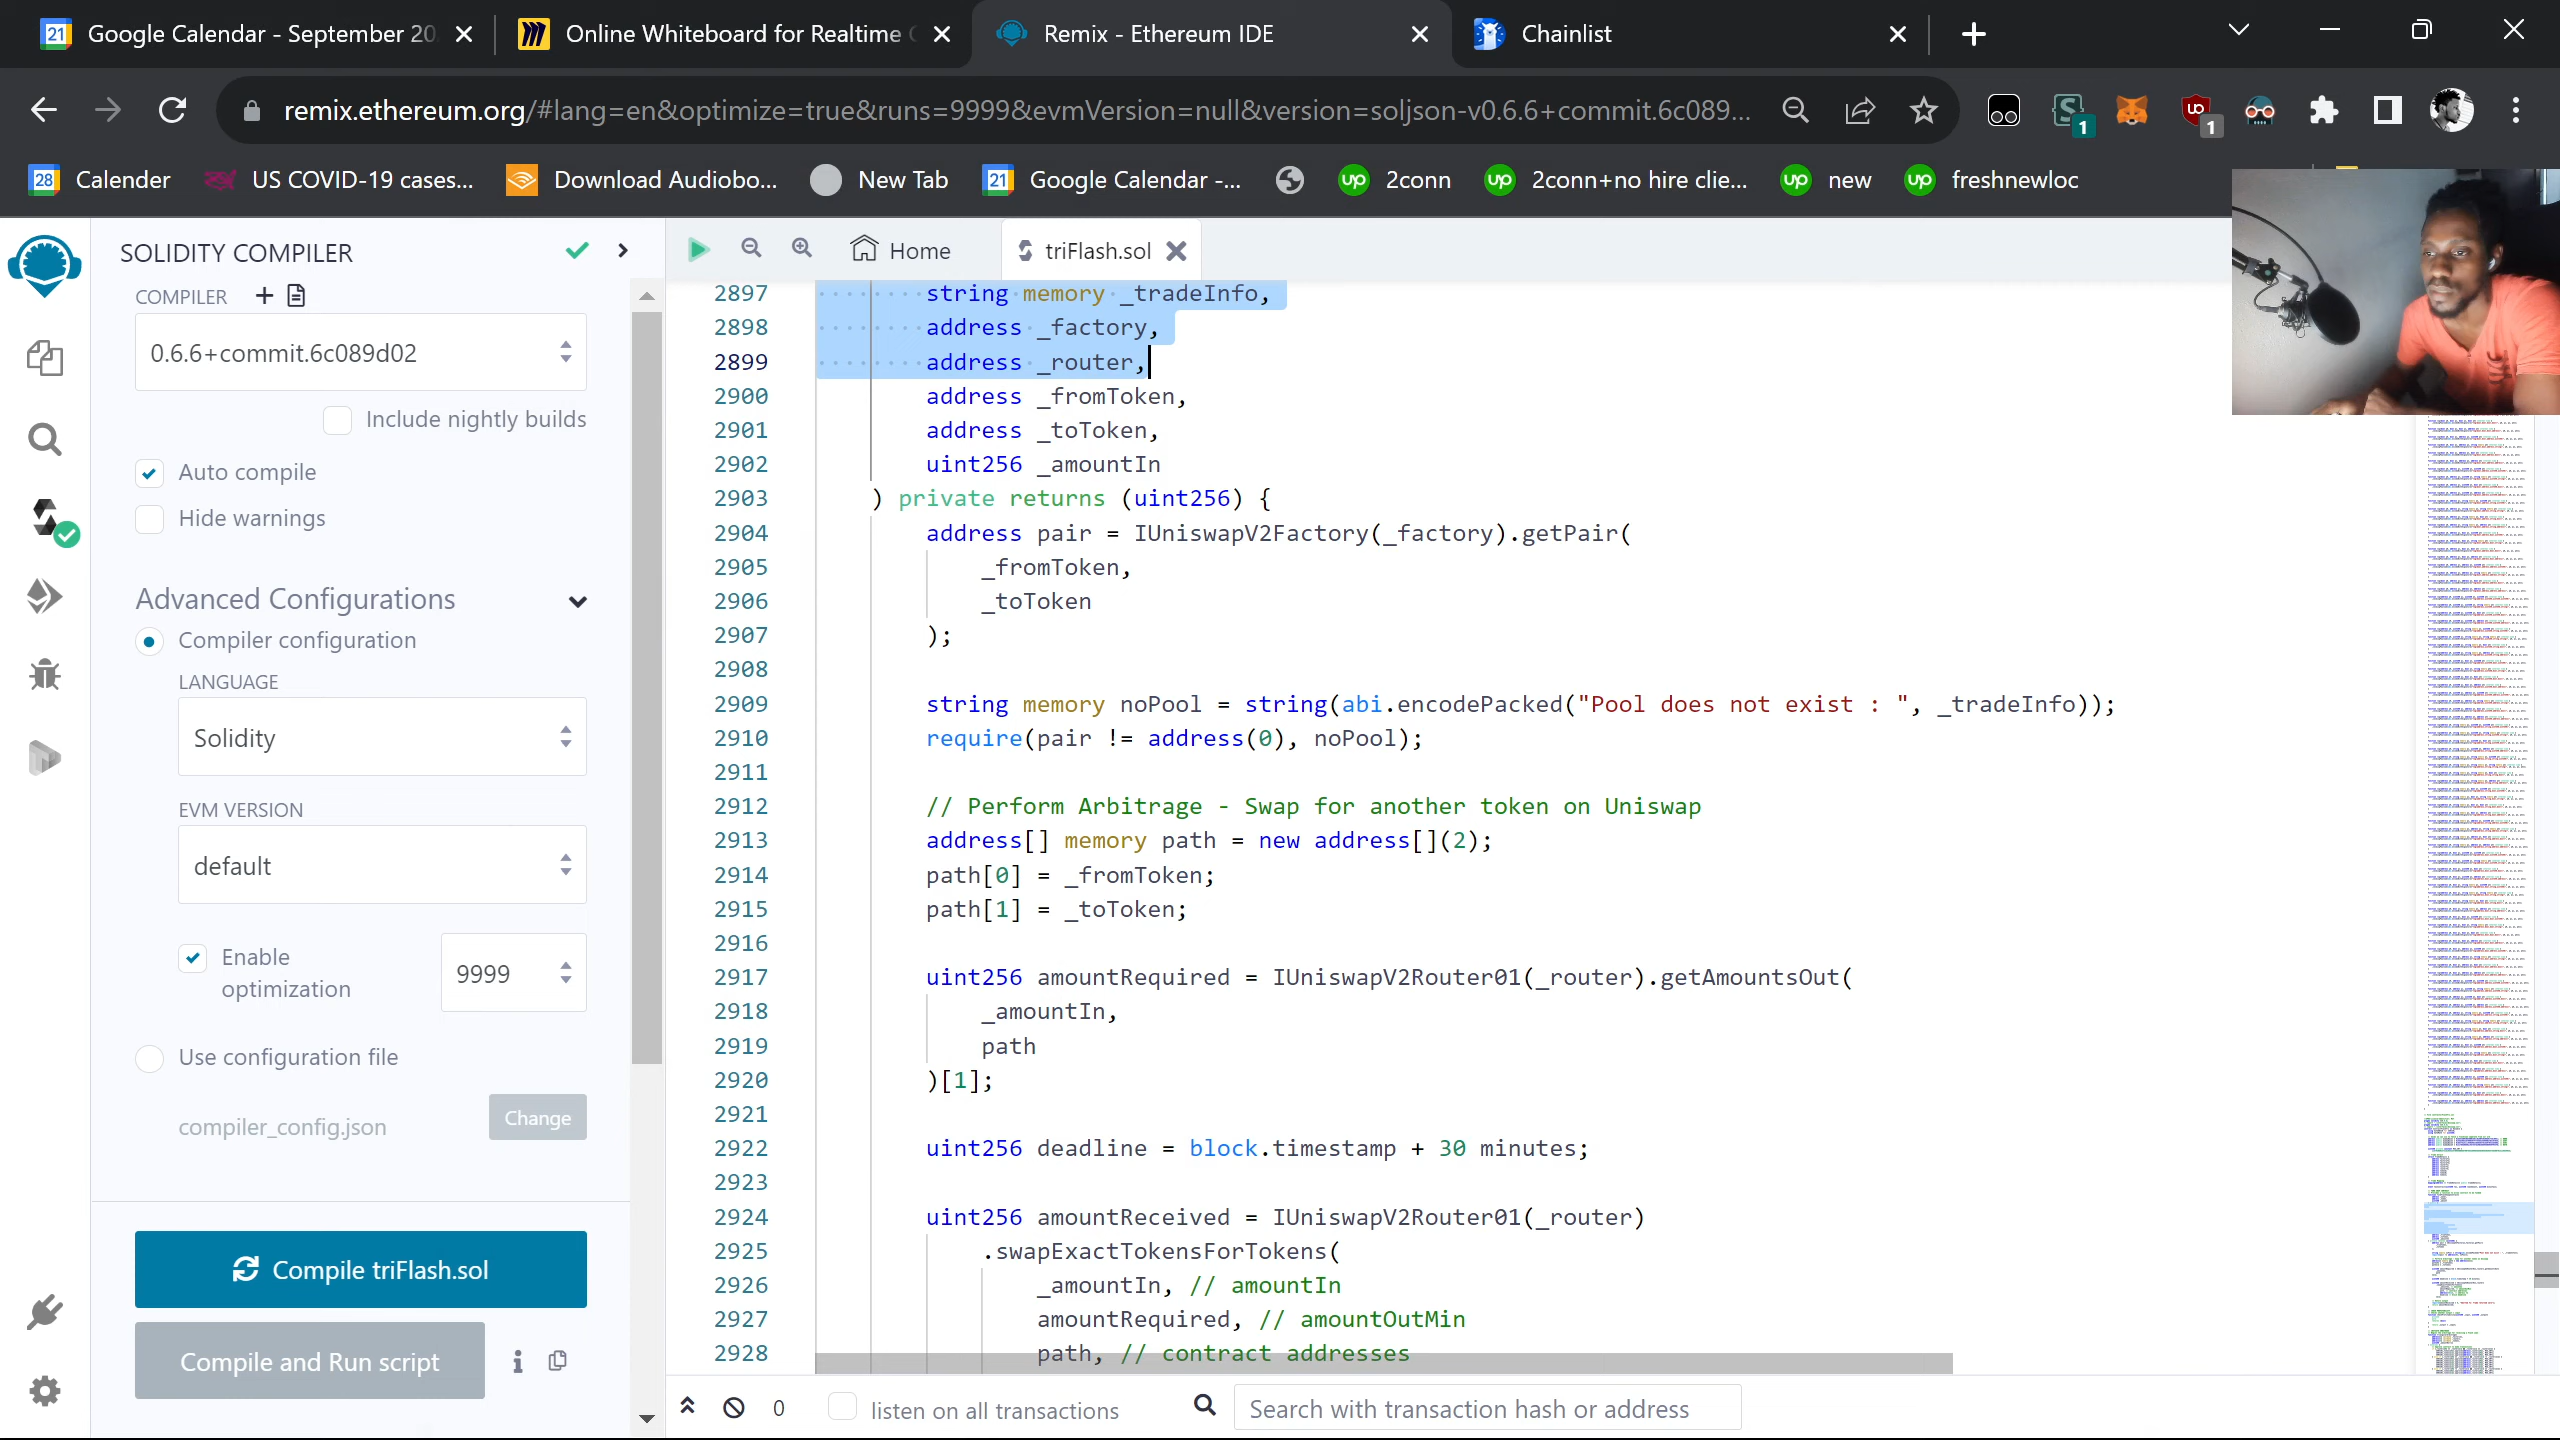 Google Calendar - September 20
Online Whiteboard for Realtime
Remix - Ethereum IDE
Chainlist
remix.ethereum.org/#lang=en&optimize=true&runs=9999&evmVersion=null&version=soljson-v0.6.6+commit.6c089...
1
1
28 Calender
US COVID-19 cases...
Download Audiobo...
New Tab
21 Google Calendar -...
up 2conn
up 2conn+no hire clie...
up new
up freshnewloc
SOLIDITY COMPILER
COMPILER
0.6.6+commit.6c089d02
Include nightly builds
Auto compile
Hide warnings
Advanced Configurations
Compiler configuration
LANGUAGE
Solidity
EVM VERSION
default
Enable optimization
9999
Use configuration file
compiler_config.json
Change
Compile triFlash.sol
Compile and Run script
Home
triFlash.sol
2897 string memory _tradeInfo,
2898 address _factory,
2899 address _router,
2900 address _fromToken,
2901 address _toToken,
2902 uint256 _amountIn
2903 ) private returns (uint256) {
2904 address pair = IUniswapV2Factory(_factory).getPair(
2905 _fromToken,
2906 _toToken
2907 );
2908
2909 string memory noPool = string(abi.encodePacked("Pool does not exist : ", _tradeInfo));
2910 require(pair != address(0), noPool);
2911
2912 // Perform Arbitrage - Swap for another token on Uniswap
2913 address[] memory path = new address[](2);
2914 path[0] = _fromToken;
2915 path[1] = _toToken;
2916
2917 uint256 amountRequired = IUniswapV2Router01(_router).getAmountsOut(
2918 _amountIn,
2919 path
2920 )[1];
2921
2922 uint256 deadline = block.timestamp + 30 minutes;
2923
2924 uint256 amountReceived = IUniswapV2Router01(_router)
2925 .swapExactTokensForTokens(
2926 _amountIn, // amountIn
2927 amountRequired, // amountOutMin
2928 path, // contract addresses
0
listen on all transactions
Search with transaction hash or address